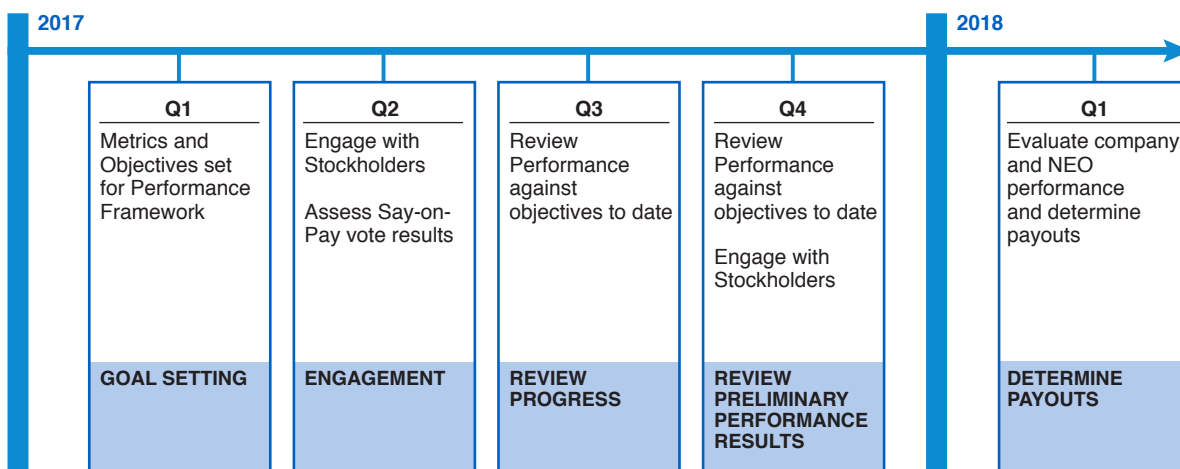 2017
2018
Q1
Metrics and
Objectives set
for Performance
Framework
GOAL SETTING
Q2
Engage with
Stockholders
Assess Say-on-
Pay vote results
ENGAGEMENT
Q3
Review
Performance
against
objectives to date
REVIEW
PROGRESS
Q4
Review
Performance
against
objectives to date
Engage with
Stockholders
REVIEW
PRELIMINARY
PERFORMANCE
RESULTS
Q1
Evaluate company
and NEO
performance
and determine
payouts
DETERMINE
PAYOUTS